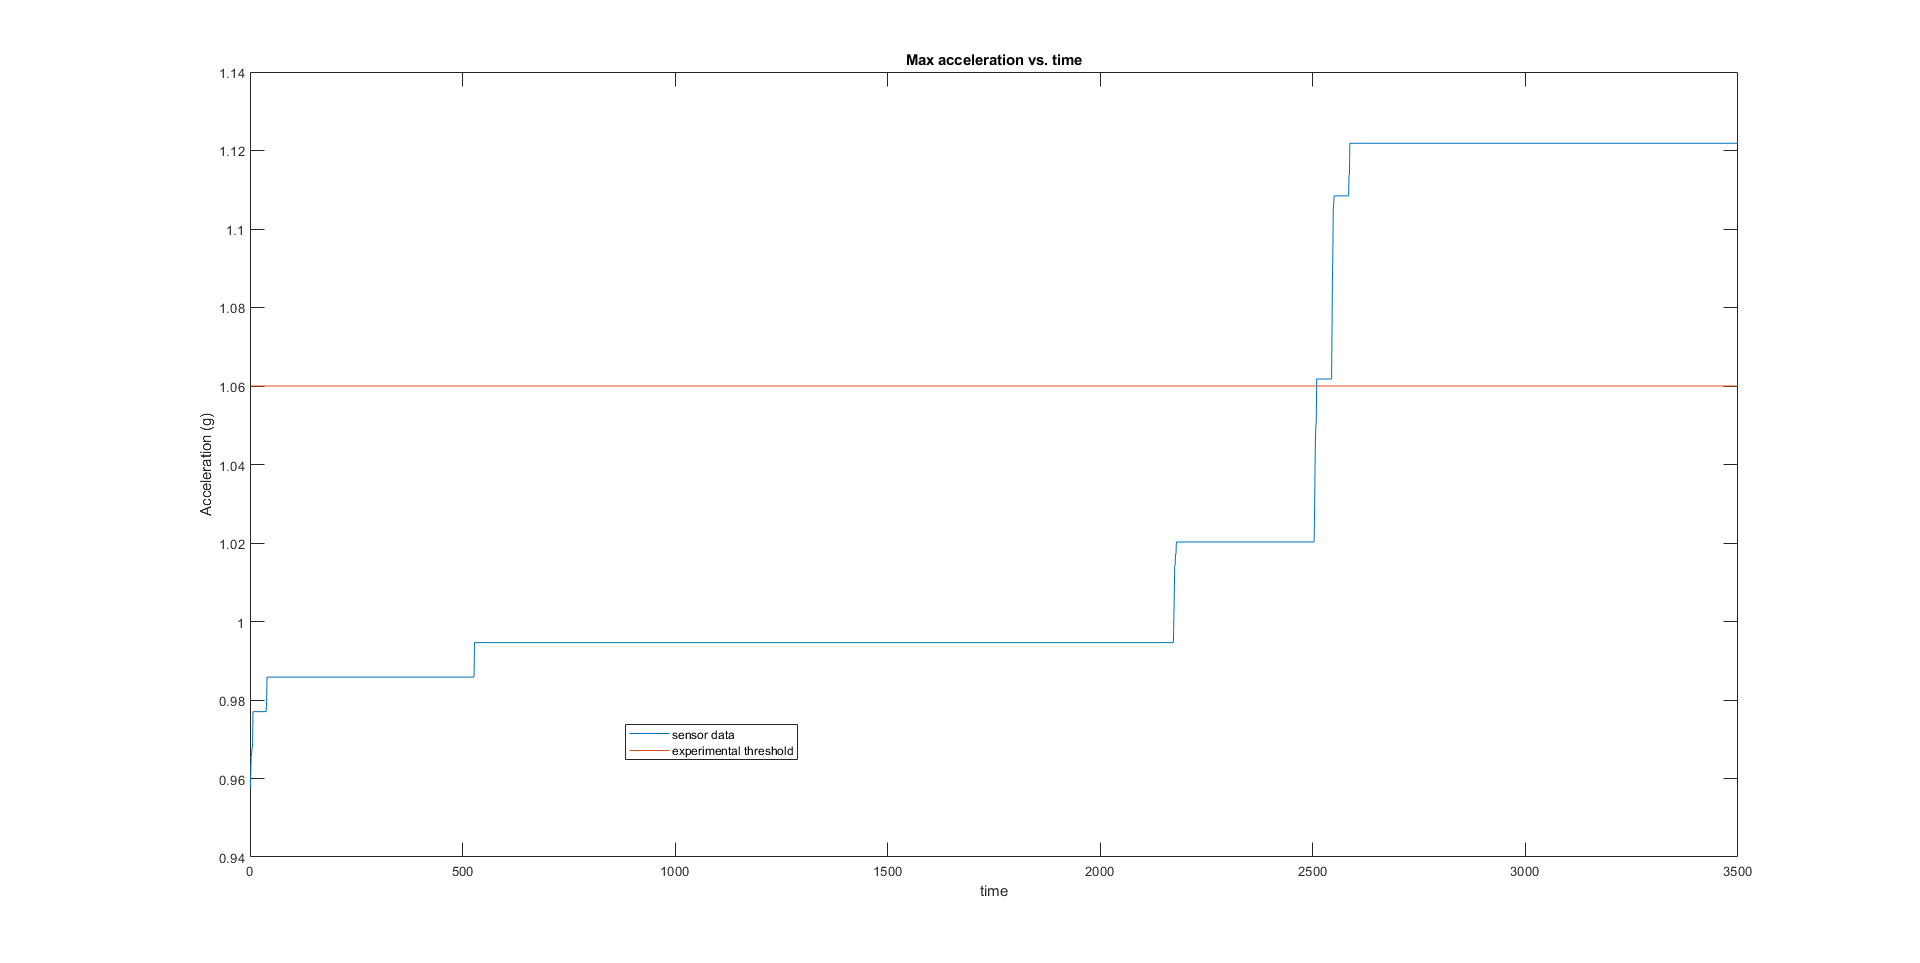 Max acceleration vs. time
1.14
1.12
1.1
1.08
1.06
1.04
1.02
1
0.98
0.96
0.94
Acceleration (g)
sensor data
experimental threshold
0 500 1000 1500 2000 2500 3000 3500
time